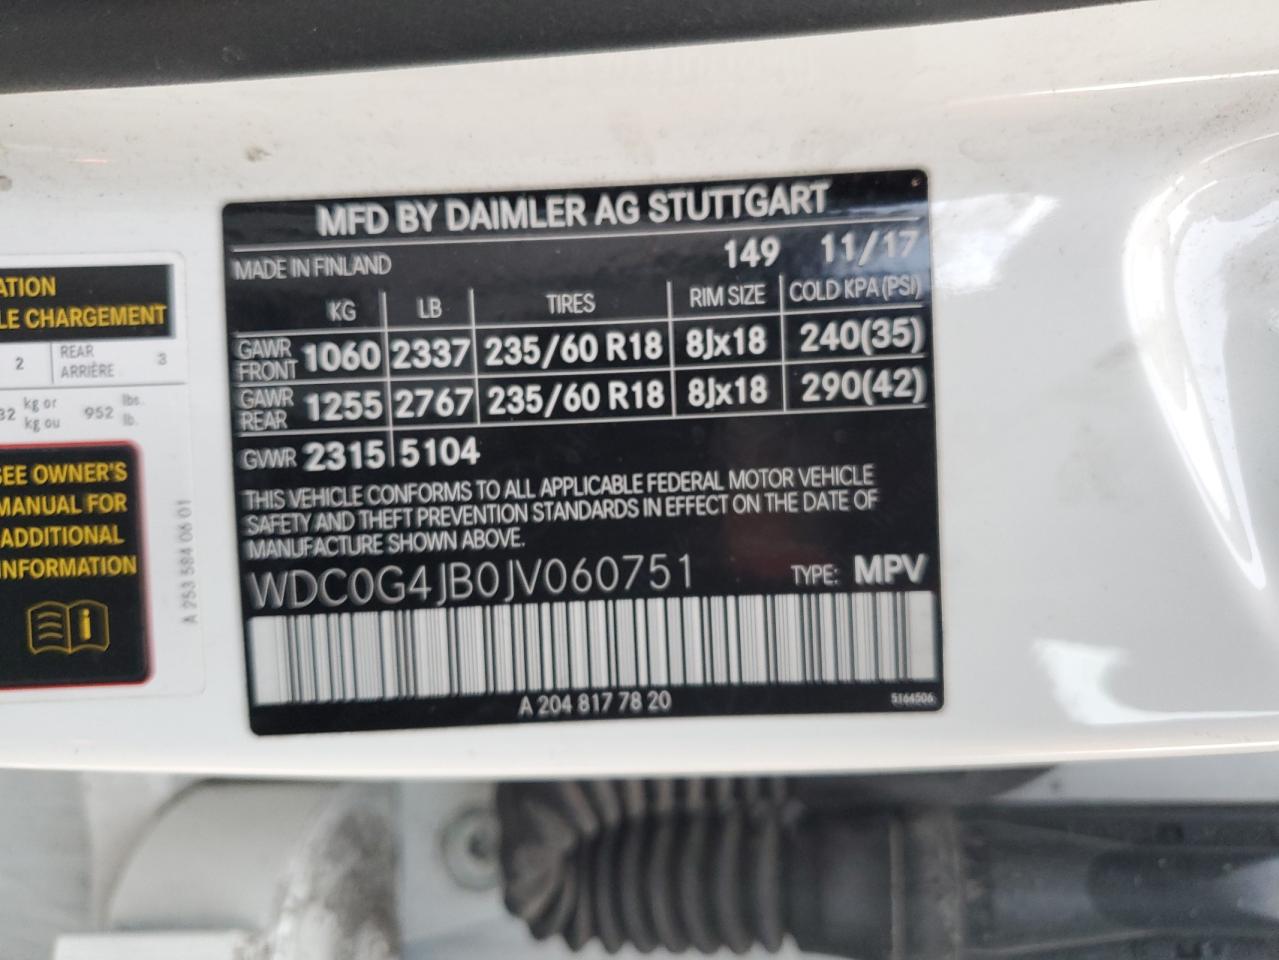 MFD BY DAIMLER AG STUTTGART
MADE IN FINLAND 149 11/17
KG LB TIRES RIM SIZE COLD KPA (PSI)
GAWR FRONT 1060 2337 235/60 R18 8Jx18 240(35)
GAWR REAR 1255 2767 235/60 R18 8Jx18 290(42)
GVWR 2315 5104
THIS VEHICLE CONFORMS TO ALL APPLICABLE FEDERAL MOTOR VEHICLE
SAFETY AND THEFT PREVENTION STANDARDS IN EFFECT ON THE DATE OF
MANUFACTURE SHOWN ABOVE.
WDC0G4JB0JV060751 TYPE: MPV
A 204 817 78 20 5164506
ATION
LE CHARGEMENT
2 REAR 3
ARRIÈRE
32 kg or 952 lbs.
kg ou lb.
SEE OWNER'S
MANUAL FOR
ADDITIONAL
INFORMATION
i
A 253 584 06 01